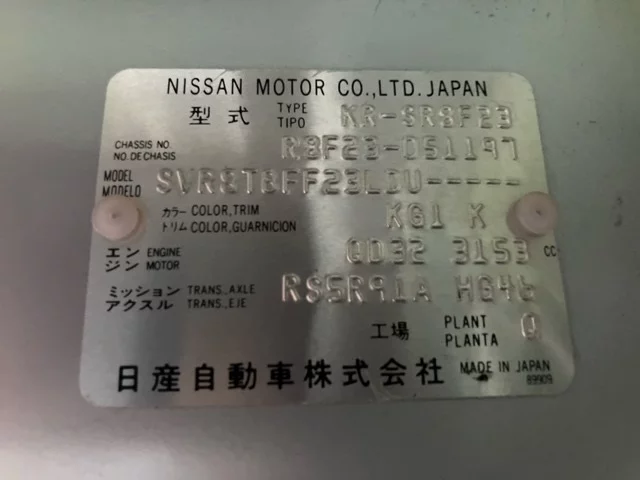 NISSAN MOTOR CO.,LTD. JAPAN
型式 TYPE TIPO KR-SR8F23
CHASSIS NO. NO. DE CHASIS R8F23-051197
MODEL MODELO SVR8T8FF23LDU-----
カラー COLOR, TRIM
トリム COLOR, GUARNICION KG1 K
エンジン ENGINE MOTOR QD32 3153 CC
ミッション TRANS., AXLE
アクスル TRANS., EJE RS5R91A HG46
工場 PLANT PLANTA 0
日産自動車株式会社 MADE IN JAPAN
89909